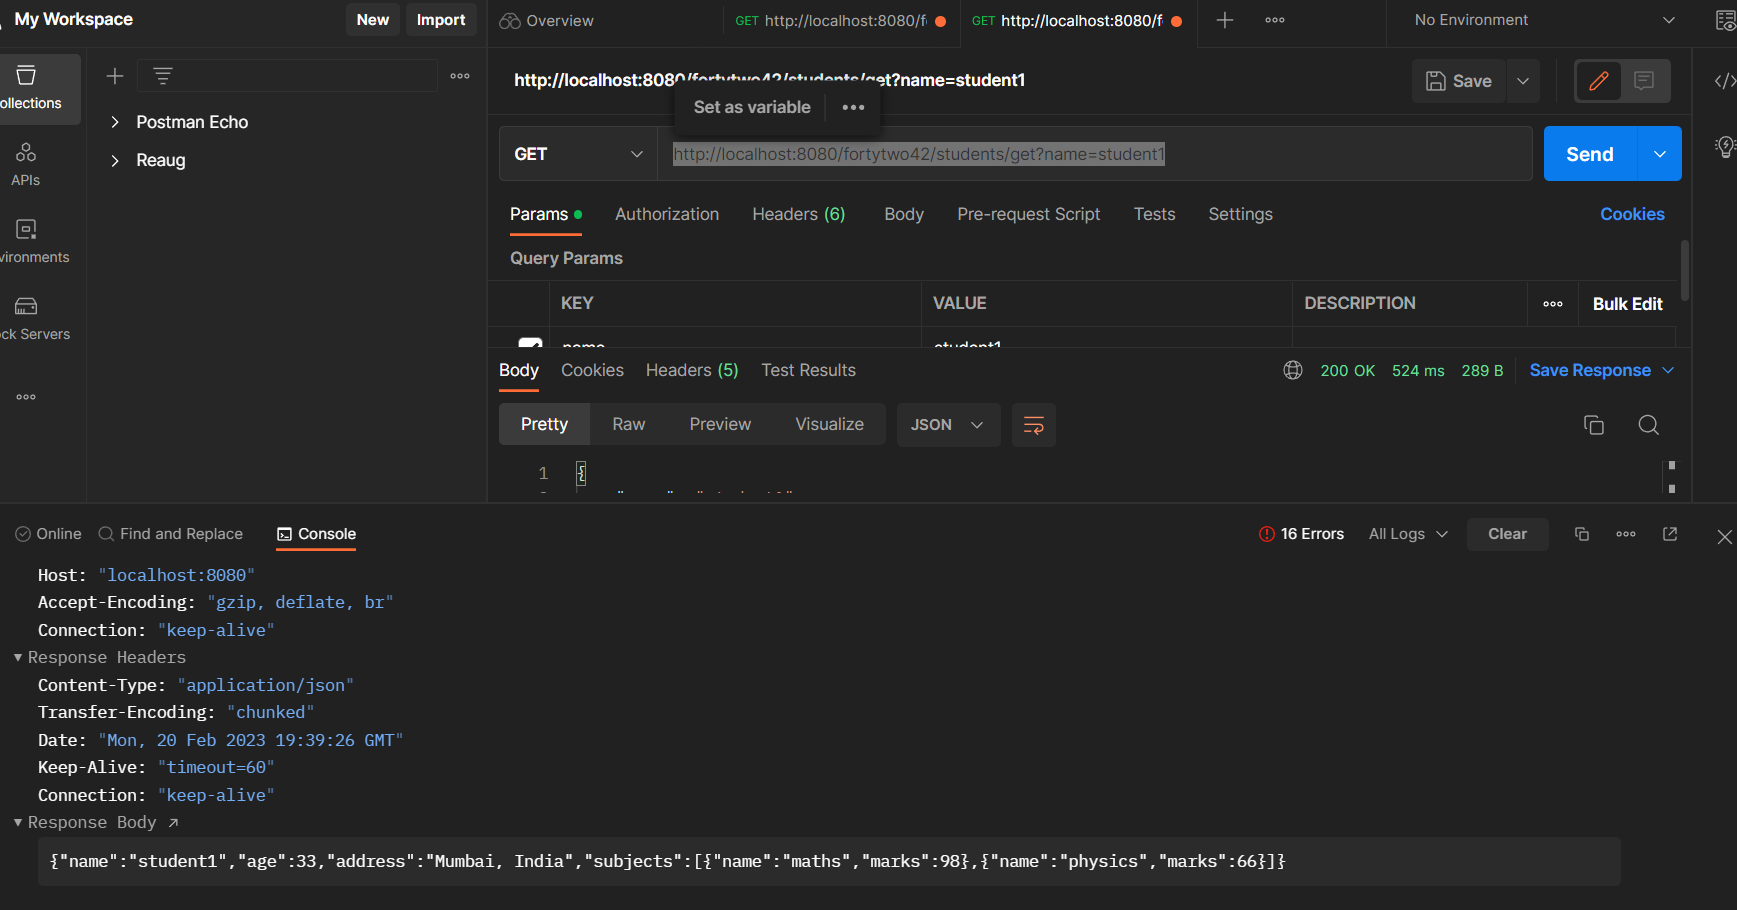 My Workspace
New
Import
Overview
GET http://localhost:8080/f
GET http://localhost:8080/f
No Environment
ollections
APIs
vironments
ck Servers
Postman Echo
Reaug
http://localhost:8080/fortytwo42/students/get?name=student1
Save
Set as variable
GET
http://localhost:8080/fortytwo42/students/get?name=student1
Send
Params
Authorization
Headers (6)
Body
Pre-request Script
Tests
Settings
Cookies
Query Params
KEY
VALUE
DESCRIPTION
Bulk Edit
name
student1
Body
Cookies
Headers (5)
Test Results
200 OK
524 ms
289 B
Save Response
Pretty
Raw
Preview
Visualize
JSON
1 {
Online
Find and Replace
Console
16 Errors
All Logs
Clear
Host: "localhost:8080"
Accept-Encoding: "gzip, deflate, br"
Connection: "keep-alive"
Response Headers
Content-Type: "application/json"
Transfer-Encoding: "chunked"
Date: "Mon, 20 Feb 2023 19:39:26 GMT"
Keep-Alive: "timeout=60"
Connection: "keep-alive"
Response Body
{"name":"student1","age":33,"address":"Mumbai, India","subjects":[{"name":"maths","marks":98},{"name":"physics","marks":66}]}